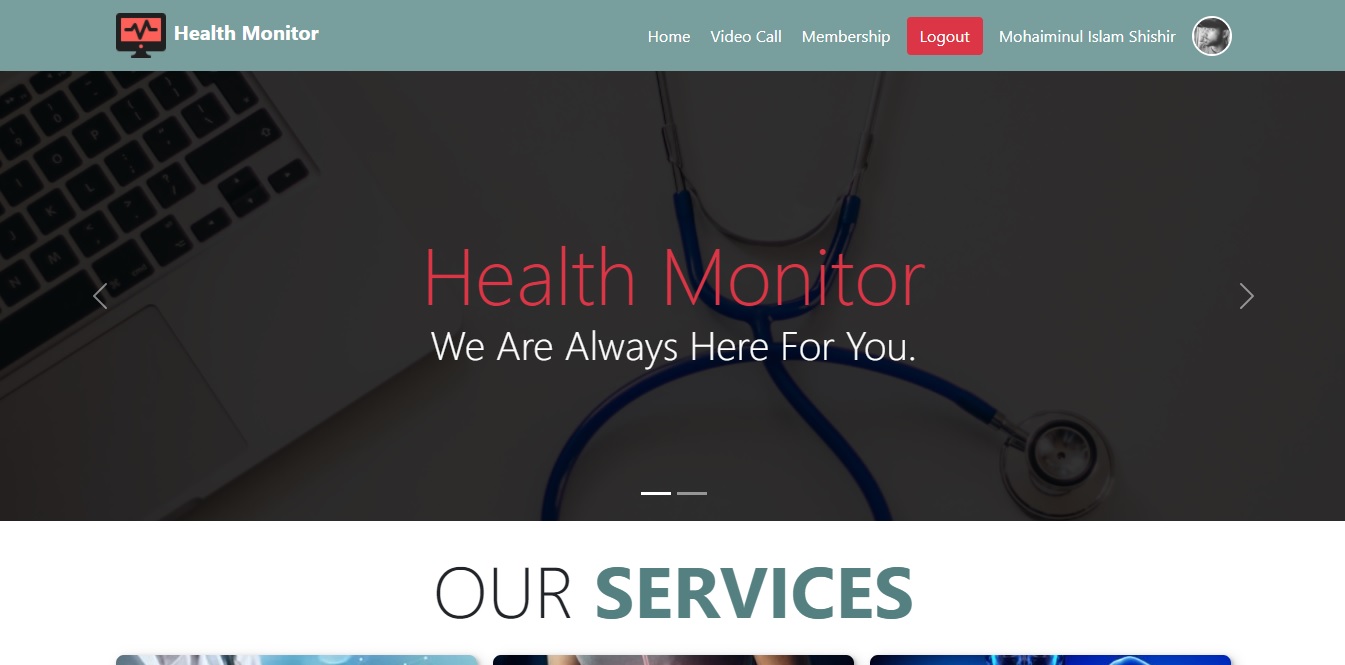 Health Monitor
Home Video Call Membership Logout Mohaiminul Islam Shishir
Health Monitor
We Are Always Here For You.
OUR SERVICES